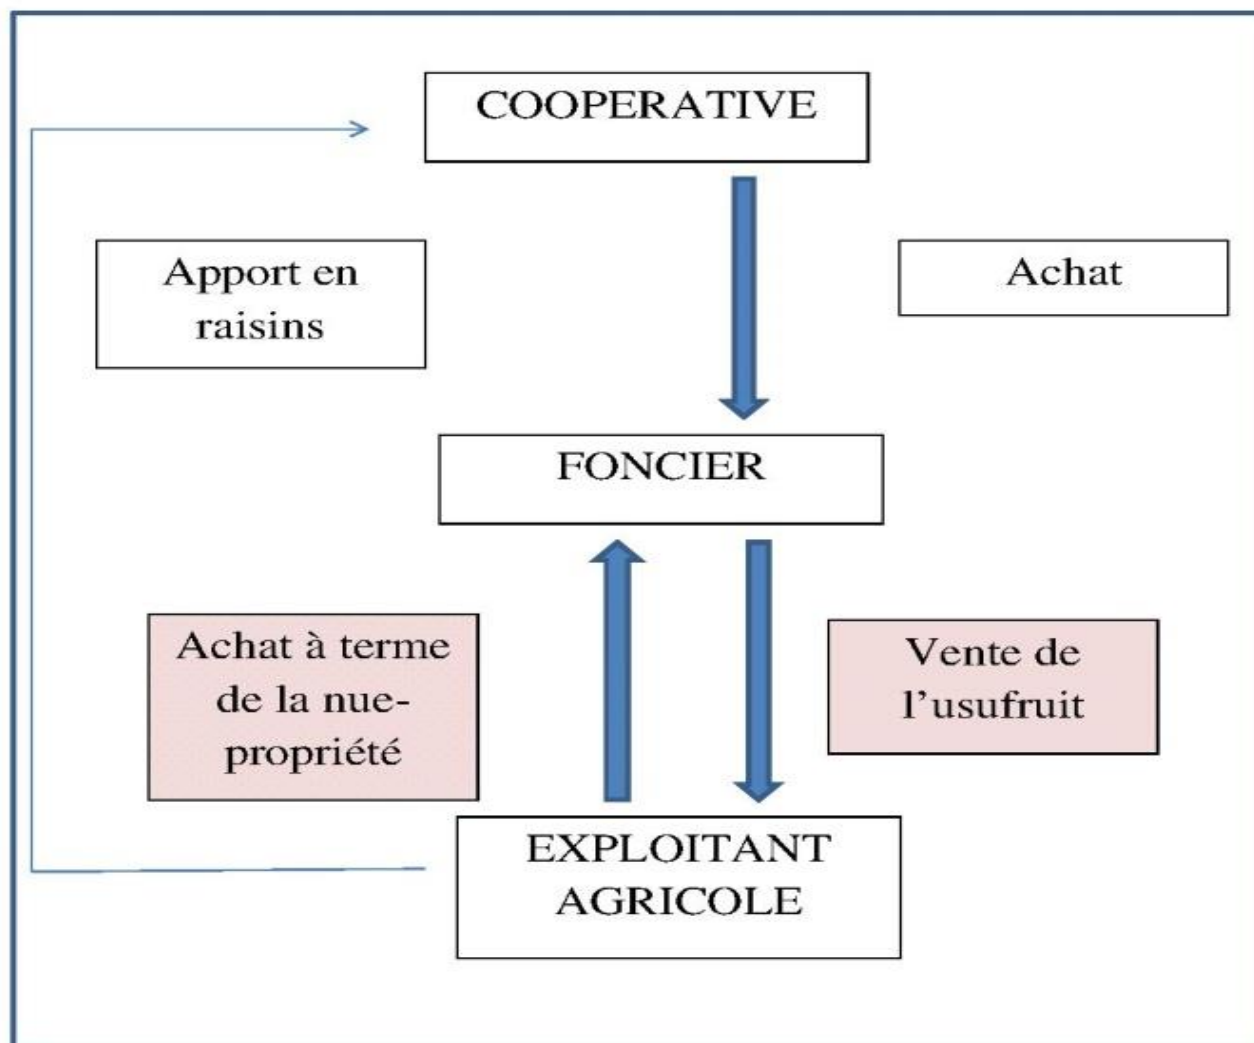 COOPERATIVE
Apport en
raisins
Achat
FONCIER
Achat à terme
de la nue-
propriété
Vente de
l’usufruit
EXPLOITANT
AGRICOLE